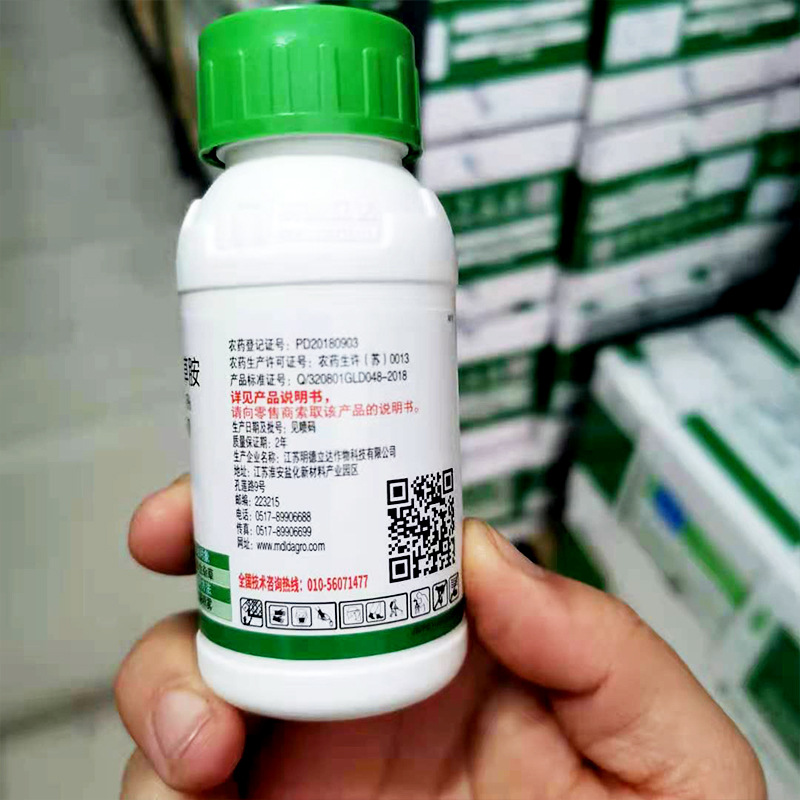 农药登记证号：PD20180903
农药生产许可证号：农药生许（苏）0013
产品标准证号：Q/320801GLD048-2018
详见产品说明书，
请向零售商索取该产品的说明书。
生产日期及批号：见喷码
质量保证期：2年
生产企业名称：江苏明德立达作物科技有限公司
地址：江苏淮安盐化新材料产业园区
孔莲路9号
邮编：223215
电话：0517-89906688
传真：0517-89906699
网址：www.mdldagro.com
全国技术咨询热线：010-56071477
胺